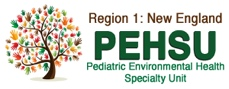 Region 1: New England
PEHSU
Pediatric Environmental Health
Specialty Unit